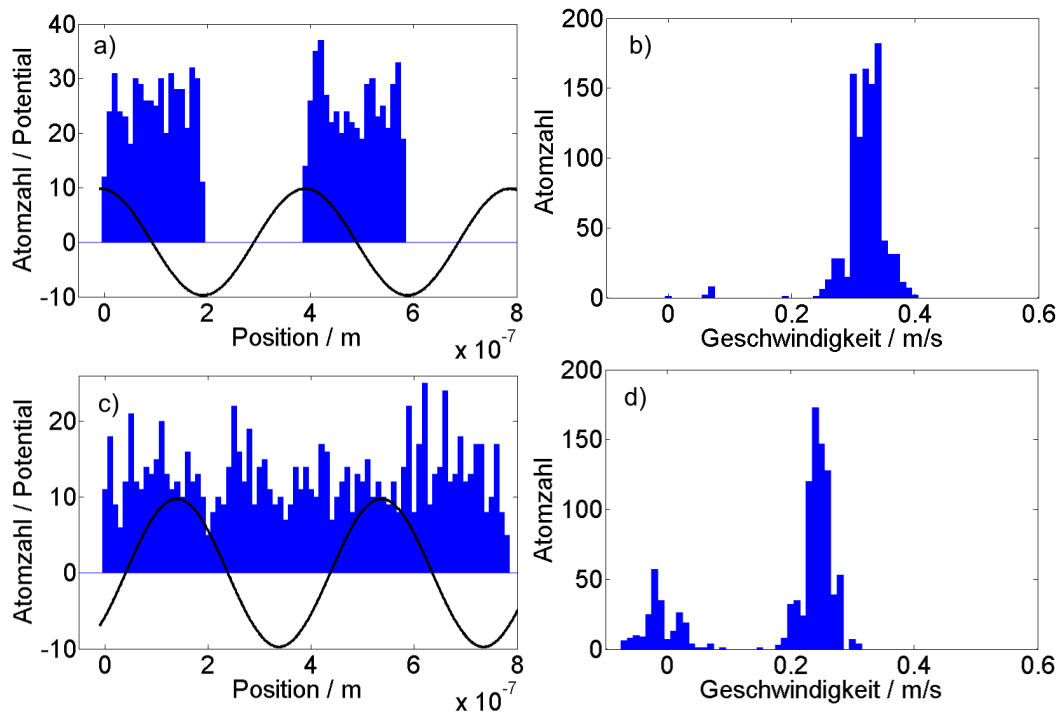 a)
40
30
20
10
0
-10
Atomzahl / Potential
0 2 4 6 8
Position / m
x 10^-7
b)
200
150
100
50
0
Atomzahl
0 0.2 0.4 0.6
Geschwindigkeit / m/s
c)
20
10
0
-10
Atomzahl / Potential
0 2 4 6 8
Position / m
x 10^-7
d)
200
150
100
50
0
Atomzahl
0 0.2 0.4 0.6
Geschwindigkeit / m/s